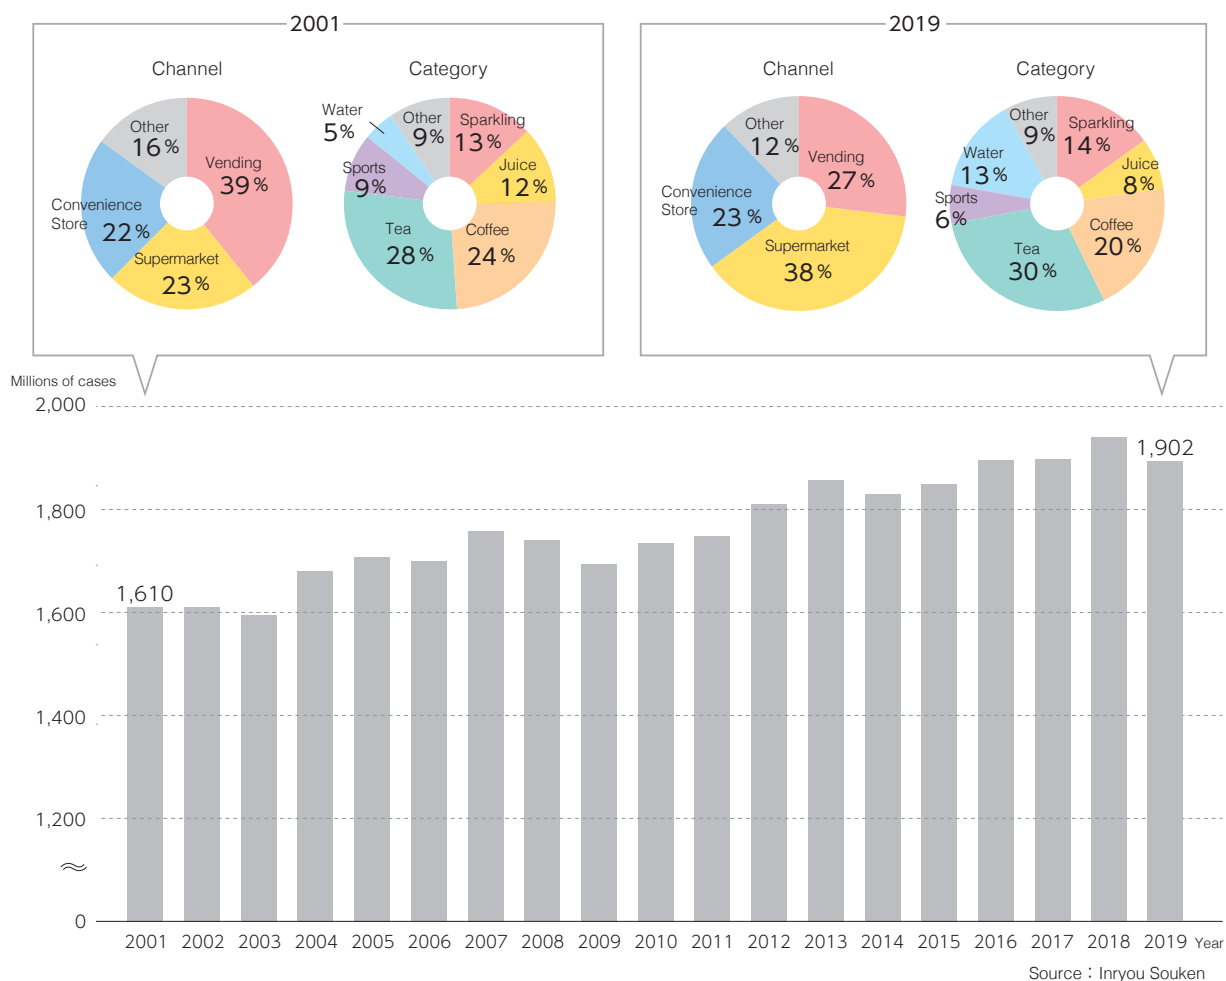 2001
Channel
Category
Other
16%
Vending
39%
Convenience
Store
22%
Supermarket
23%
Water
5%
Other
9%
Sparkling
13%
Sports
9%
Juice
12%
Tea
28%
Coffee
24%
2019
Channel
Category
Other
12%
Vending
27%
Convenience
Store
23%
Supermarket
38%
Other
9%
Sparkling
14%
Water
13%
Juice
8%
Sports
6%
Coffee
20%
Tea
30%
Millions of cases
2,000
1,902
1,800
1,610
1,600
1,400
1,200
0
2001 2002 2003 2004 2005 2006 2007 2008 2009 2010 2011 2012 2013 2014 2015 2016 2017 2018 2019 Year
Source：Inryou Souken